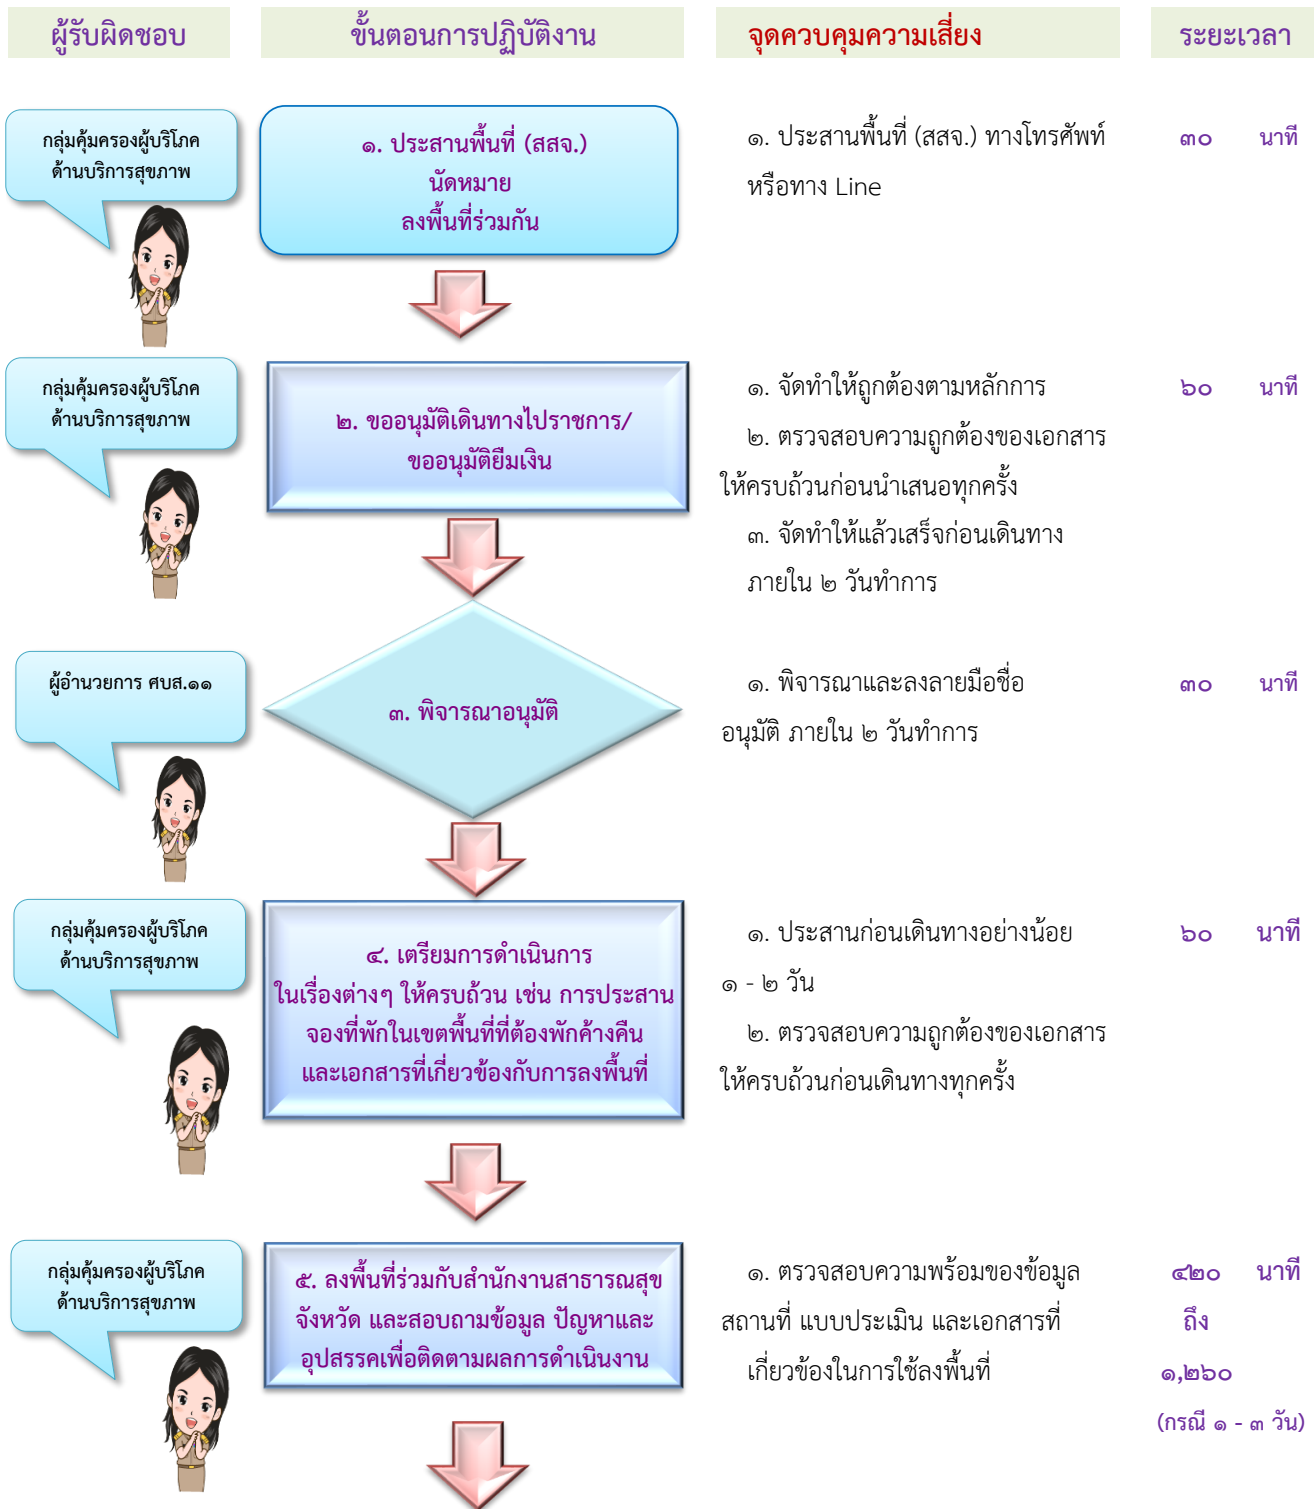 ผู้รับผิดชอบ
ขั้นตอนการปฏิบัติงาน
จุดควบคุมความเสี่ยง
ระยะเวลา
กลุ่มคุ้มครองผู้บริโภค
ด้านบริการสุขภาพ
๑. ประสานพื้นที่ (สสจ.)
นัดหมาย
ลงพื้นที่ร่วมกัน
๑. ประสานพื้นที่ (สสจ.) ทางโทรศัพท์
หรือทาง Line
๓๐ นาที
กลุ่มคุ้มครองผู้บริโภค
ด้านบริการสุขภาพ
๒. ขออนุมัติเดินทางไปราชการ/
ขออนุมัติยืมเงิน
๑. จัดทำให้ถูกต้องตามหลักการ
๒. ตรวจสอบความถูกต้องของเอกสาร
ให้ครบถ้วนก่อนนำเสนอทุกครั้ง
๓. จัดทำให้แล้วเสร็จก่อนเดินทาง
ภายใน ๒ วันทำการ
๖๐ นาที
ผู้อำนวยการ ศบส.๑๑
๓. พิจารณาอนุมัติ
๑. พิจารณาและลงลายมือชื่อ
อนุมัติ ภายใน ๒ วันทำการ
๓๐ นาที
กลุ่มคุ้มครองผู้บริโภค
ด้านบริการสุขภาพ
๔. เตรียมการดำเนินการ
ในเรื่องต่างๆ ให้ครบถ้วน เช่น การประสาน
จองที่พักในเขตพื้นที่ที่ต้องพักค้างคืน
และเอกสารที่เกี่ยวข้องกับการลงพื้นที่
๑. ประสานก่อนเดินทางอย่างน้อย
๑ - ๒ วัน
๒. ตรวจสอบความถูกต้องของเอกสาร
ให้ครบถ้วนก่อนเดินทางทุกครั้ง
๖๐ นาที
กลุ่มคุ้มครองผู้บริโภค
ด้านบริการสุขภาพ
๕. ลงพื้นที่ร่วมกับสำนักงานสาธารณสุข
จังหวัด และสอบถามข้อมูล ปัญหาและ
อุปสรรคเพื่อติดตามผลการดำเนินงาน
๑. ตรวจสอบความพร้อมของข้อมูล
สถานที่ แบบประเมิน และเอกสารที่
เกี่ยวข้องในการใช้ลงพื้นที่
๔๒๐ นาที
ถึง
๑,๒๖๐
(กรณี ๑ - ๓ วัน)